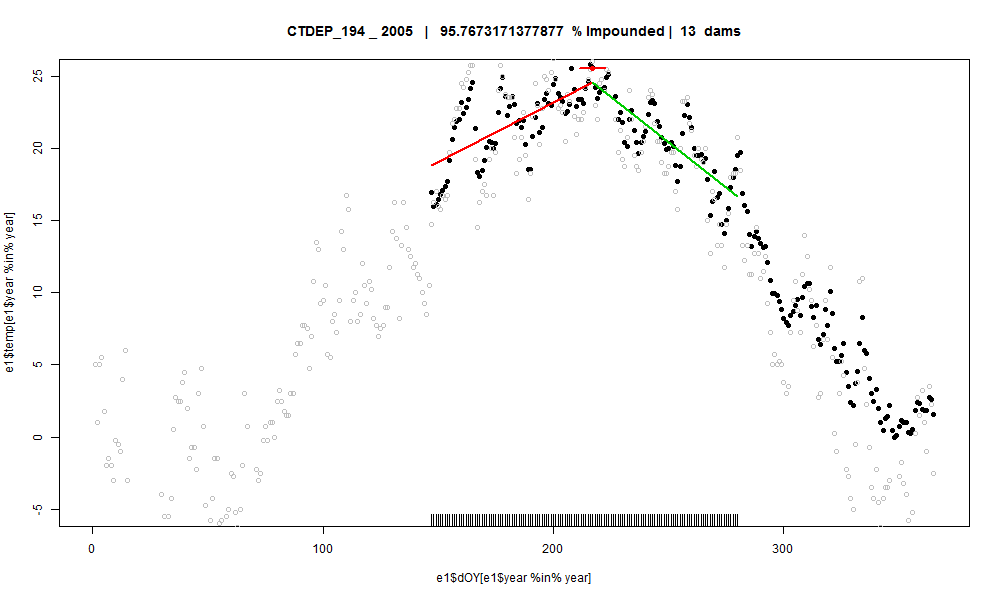 CTDEP_194 _ 2005 | 95.7673171377877 % Impounded | 13 dams
e1$temp[e1$year %in% year]
25
20
15
10
5
0
-5
0 100 200 300
e1$dOY[e1$year %in% year]